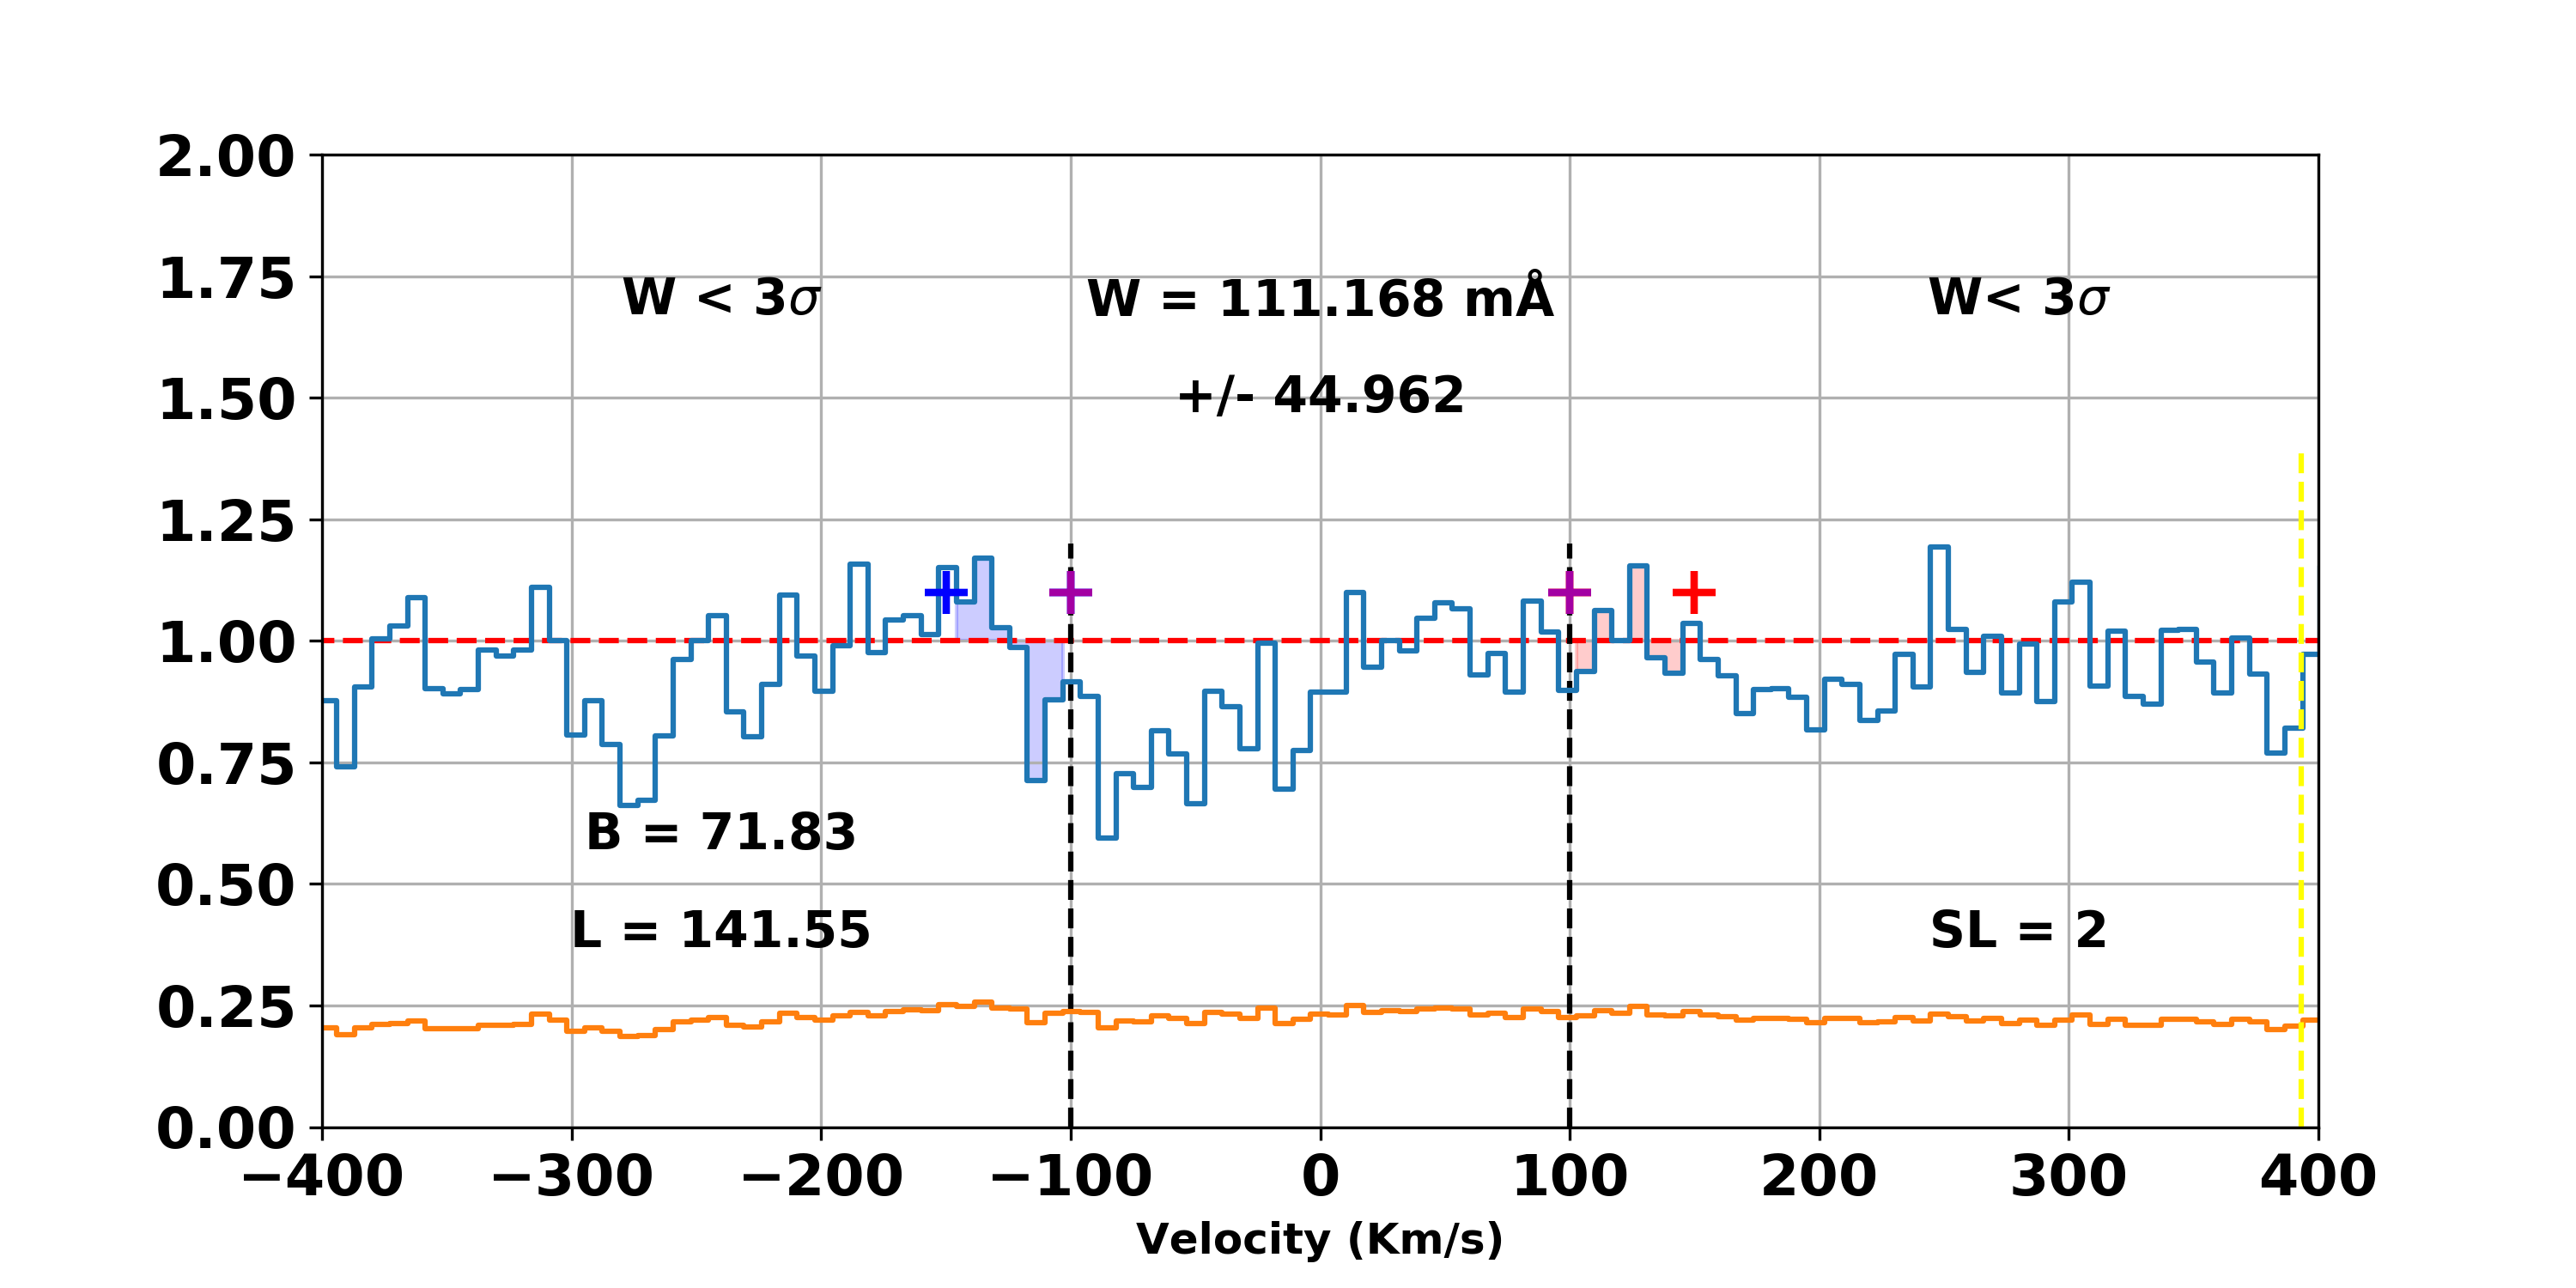 2.00
1.75
W < 3σ
W = 111.168 mÅ
W< 3σ
1.50
+/- 44.962
1.25
1.00
0.75
B = 71.83
0.50
L = 141.55
SL = 2
0.25
0.00
−400 −300 −200 −100 0 100 200 300 400
Velocity (Km/s)